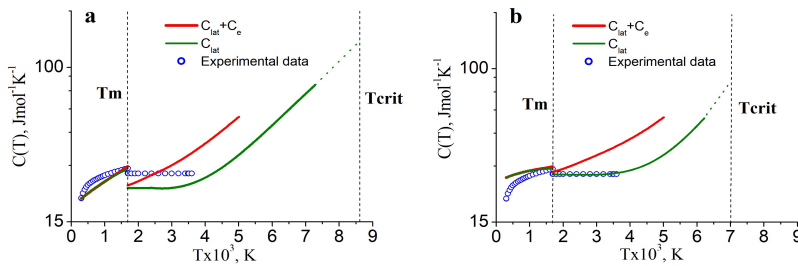 a
C_lat+C_e
C_lat
Experimental data
100
Tm
Tcrit
C(T), Jmol⁻¹K⁻¹
15
0 1 2 3 4 5 6 7 8 9
Tx10³, K
b
C_lat+C_e
C_lat
Experimental data
100
Tm
Tcrit
C(T), Jmol⁻¹K⁻¹
15
0 1 2 3 4 5 6 7 8 9
Tx10³, K